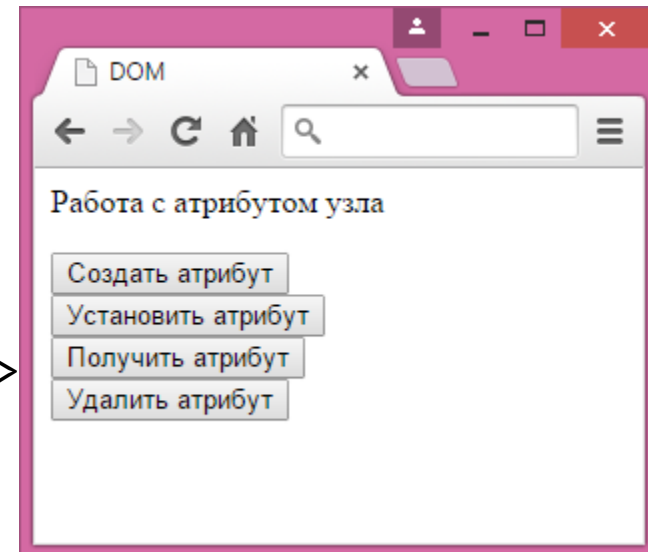 DOM
Работа с атрибутом узла
Создать атрибут
Установить атрибут
Получить атрибут
Удалить атрибут